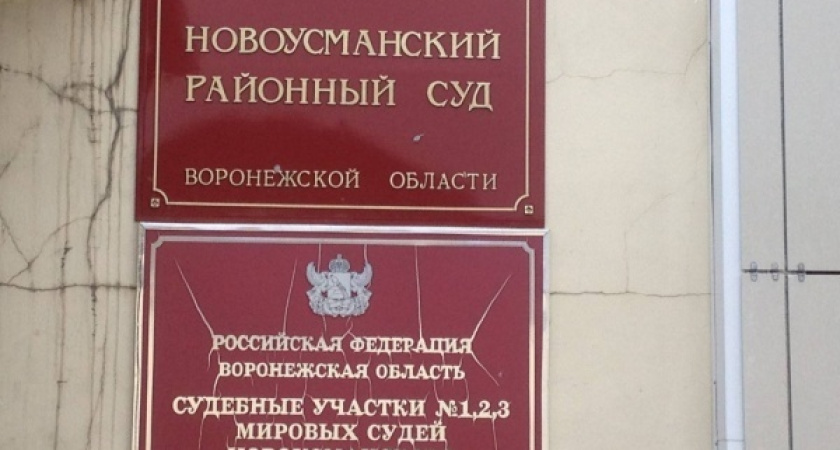 НОВОУСМАНСКИЙ
РАЙОННЫЙ СУД
ВОРОНЕЖСКОЙ ОБЛАСТИ
РОССИЙСКАЯ ФЕДЕРАЦИЯ
ВОРОНЕЖСКАЯ ОБЛАСТЬ
СУДЕБНЫЕ УЧАСТКИ №1,2,3
МИРОВЫХ СУДЕЙ